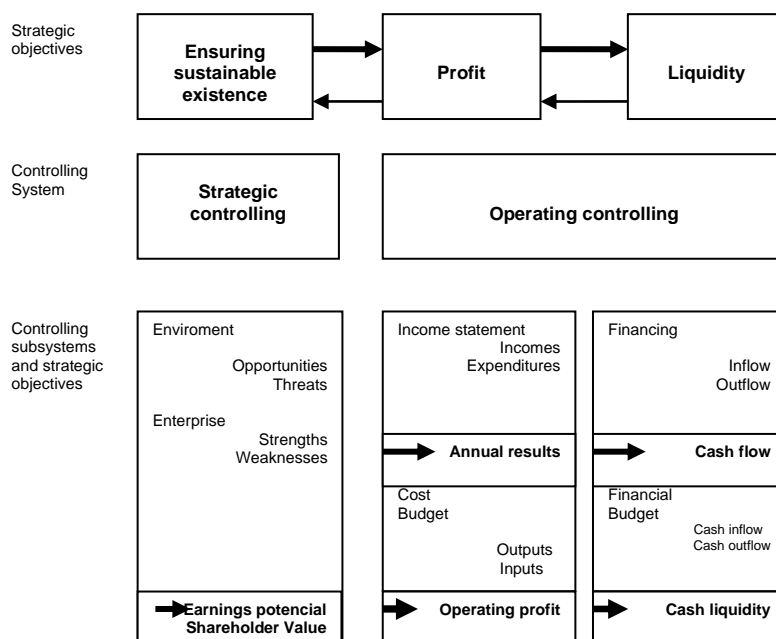 Strategic
objectives
Ensuring
sustainable
existence
Profit
Liquidity
Controlling
System
Strategic
controlling
Operating controlling
Controlling
subsystems
and strategic
objectives
Enviroment
Opportunities
Threats
Enterprise
Strengths
Weaknesses
Earnings potencial
Shareholder Value
Income statement
Incomes
Expenditures
Annual results
Cost
Budget
Outputs
Inputs
Operating profit
Financing
Inflow
Outflow
Cash flow
Financial
Budget
Cash inflow
Cash outflow
Cash liquidity